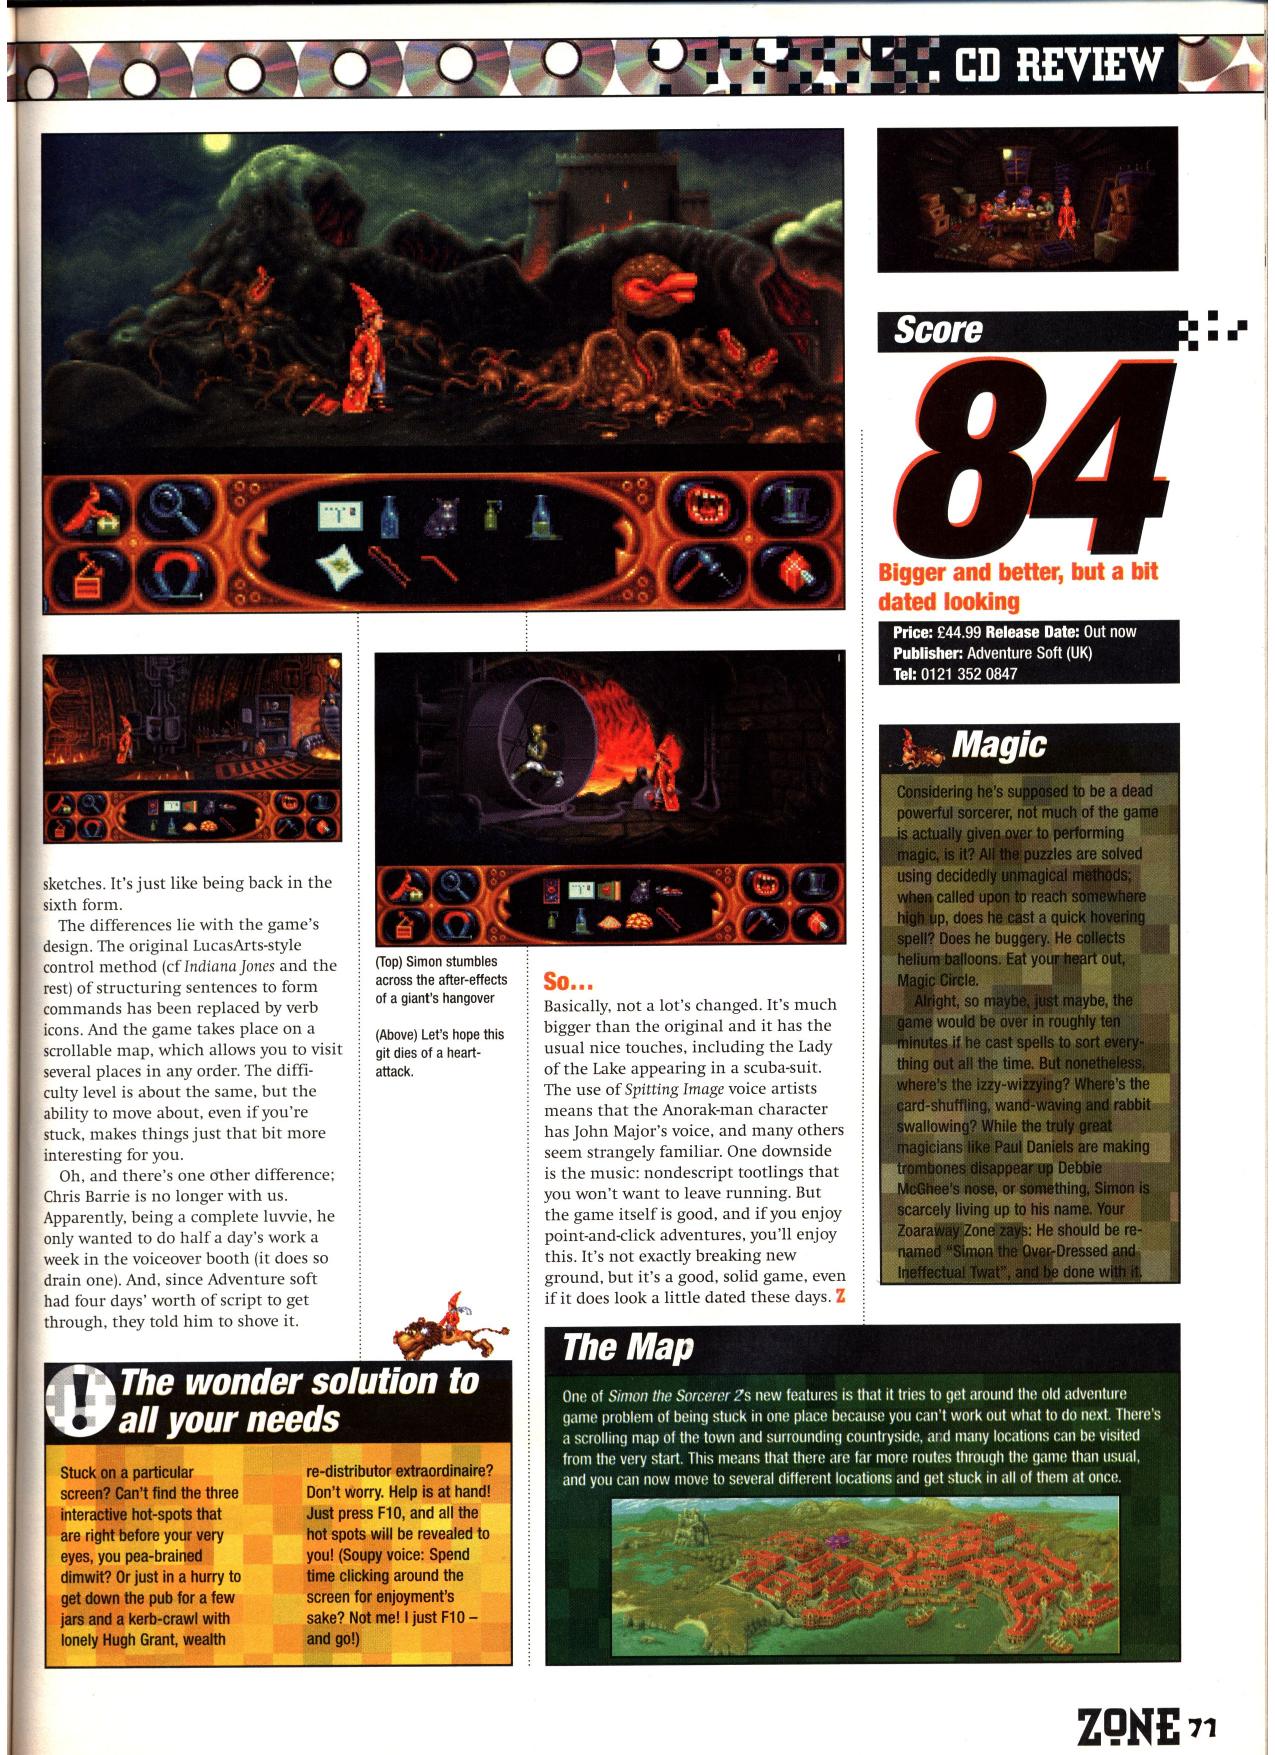 CD REVIEW
Score
84
Bigger and better, but a bit
dated looking
Price: £44.99 Release Date: Out now
Publisher: Adventure Soft (UK)
Tel: 0121 352 0847
sketches. It's just like being back in the
sixth form.
The differences lie with the game's
design. The original LucasArts-style
control method (cf Indiana Jones and the
rest) of structuring sentences to form
commands has been replaced by verb
icons. And the game takes place on a
scrollable map, which allows you to visit
several places in any order. The diffi-
culty level is about the same, but the
ability to move about, even if you're
stuck, makes things just that bit more
interesting for you.
Oh, and there's one other difference;
Chris Barrie is no longer with us.
Apparently, being a complete luvvie, he
only wanted to do half a day's work a
week in the voiceover booth (it does so
drain one). And, since Adventure soft
had four days' worth of script to get
through, they told him to shove it.
(Top) Simon stumbles
across the after-effects
of a giant's hangover
(Above) Let's hope this
git dies of a heart-
attack.
So...
Basically, not a lot's changed. It's much
bigger than the original and it has the
usual nice touches, including the Lady
of the Lake appearing in a scuba-suit.
The use of Spitting Image voice artists
means that the Anorak-man character
has John Major's voice, and many others
seem strangely familiar. One downside
is the music: nondescript tootlings that
you won't want to leave running. But
the game itself is good, and if you enjoy
point-and-click adventures, you'll enjoy
this. It's not exactly breaking new
ground, but it's a good, solid game, even
if it does look a little dated these days. Z
Magic
Considering he's supposed to be a dead
powerful sorcerer, not much of the game
is actually given over to performing
magic, is it? All the puzzles are solved
using decidedly unmagical methods;
when called upon to reach somewhere
high up, does he cast a quick hovering
spell? Does he buggery. He collects
helium balloons. Eat your heart out,
Magic Circle.
Alright, so maybe, just maybe, the
game would be over in roughly ten
minutes if he cast spells to sort every-
thing out all the time. But nonetheless,
where's the izzy-wizzying? Where's the
card-shuffling, wand-waving and rabbit
swallowing? While the truly great
magicians like Paul Daniels are making
trombones disappear up Debbie
McGhee's nose, or something, Simon is
scarcely living up to his name. Your
Zoaraway Zone zays: He should be re-
named "Simon the Over-Dressed and
Ineffectual Twat", and be done with it.
The wonder solution to
all your needs
Stuck on a particular
screen? Can't find the three
interactive hot-spots that
are right before your very
eyes, you pea-brained
dimwit? Or just in a hurry to
get down the pub for a few
jars and a kerb-crawl with
lonely Hugh Grant, wealth
re-distributor extraordinaire?
Don't worry. Help is at hand!
Just press F10, and all the
hot spots will be revealed to
you! (Soupy voice: Spend
time clicking around the
screen for enjoyment's
sake? Not me! I just F10 –
and go!)
The Map
One of Simon the Sorcerer 2's new features is that it tries to get around the old adventure
game problem of being stuck in one place because you can't work out what to do next. There's
a scrolling map of the town and surrounding countryside, and many locations can be visited
from the very start. This means that there are far more routes through the game than usual,
and you can now move to several different locations and get stuck in all of them at once.
ZONE 71